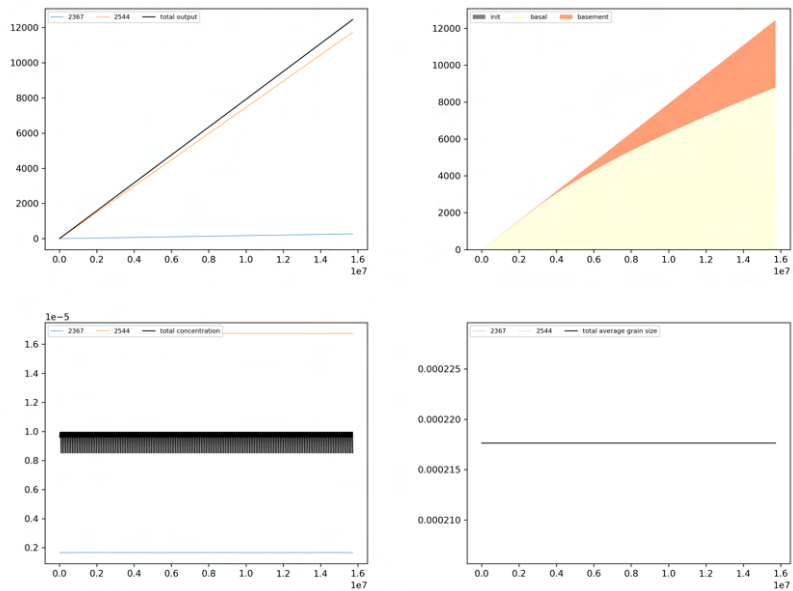 2367 2544 total output
12000
10000
8000
6000
4000
2000
0
0.0 0.2 0.4 0.6 0.8 1.0 1.2 1.4 1.6
1e7
init basal basement
12000
10000
8000
6000
4000
2000
0
0.0 0.2 0.4 0.6 0.8 1.0 1.2 1.4 1.6
1e7
1e−5
2367 2544 total concentration
1.6
1.4
1.2
1.0
0.8
0.6
0.4
0.2
0.0 0.2 0.4 0.6 0.8 1.0 1.2 1.4 1.6
1e7
2367 2544 total average grain size
0.000225
0.000220
0.000215
0.000210
0.0 0.2 0.4 0.6 0.8 1.0 1.2 1.4 1.6
1e7